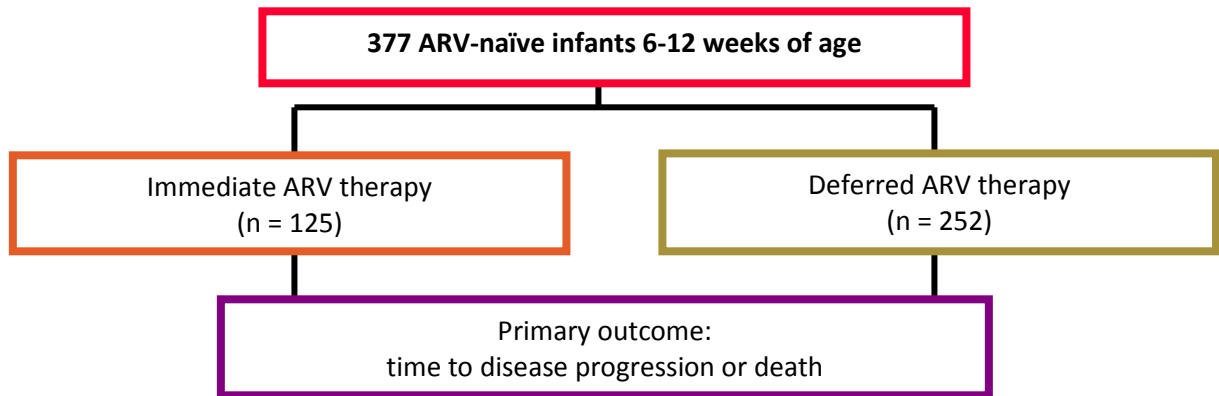 377 ARV-naïve infants 6-12 weeks of age
Immediate ARV therapy
(n = 125)
Deferred ARV therapy
(n = 252)
Primary outcome:
time to disease progression or death